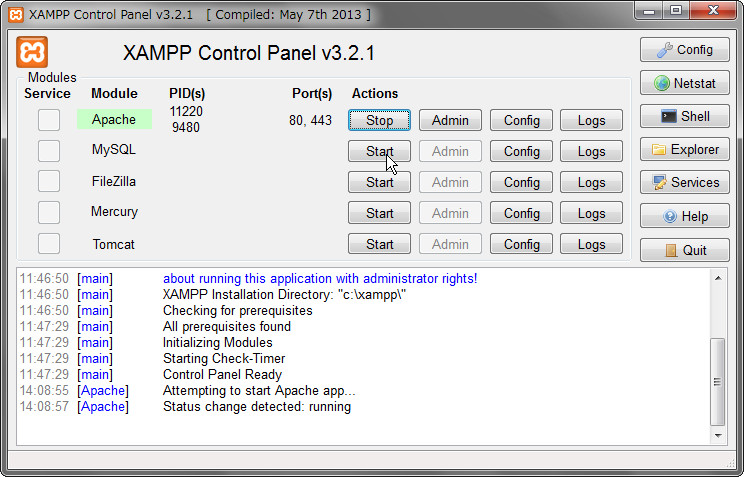 XAMPP Control Panel v3.2.1   [ Compiled: May 7th 2013 ]
XAMPP Control Panel v3.2.1
Config
Modules
Service Module PID(s) Port(s) Actions
Netstat
Apache 11220 9480 80, 443 Stop Admin Config Logs
Shell
MySQL Start Admin Config Logs
Explorer
FileZilla Start Admin Config Logs
Services
Mercury Start Admin Config Logs
Help
Tomcat Start Admin Config Logs
Quit
11:46:50 [main] about running this application with administrator rights!
11:46:50 [main] XAMPP Installation Directory: "c:\xampp\"
11:46:50 [main] Checking for prerequisites
11:47:29 [main] All prerequisites found
11:47:29 [main] Initializing Modules
11:47:29 [main] Starting Check-Timer
11:47:29 [main] Control Panel Ready
14:08:55 [Apache] Attempting to start Apache app...
14:08:57 [Apache] Status change detected: running